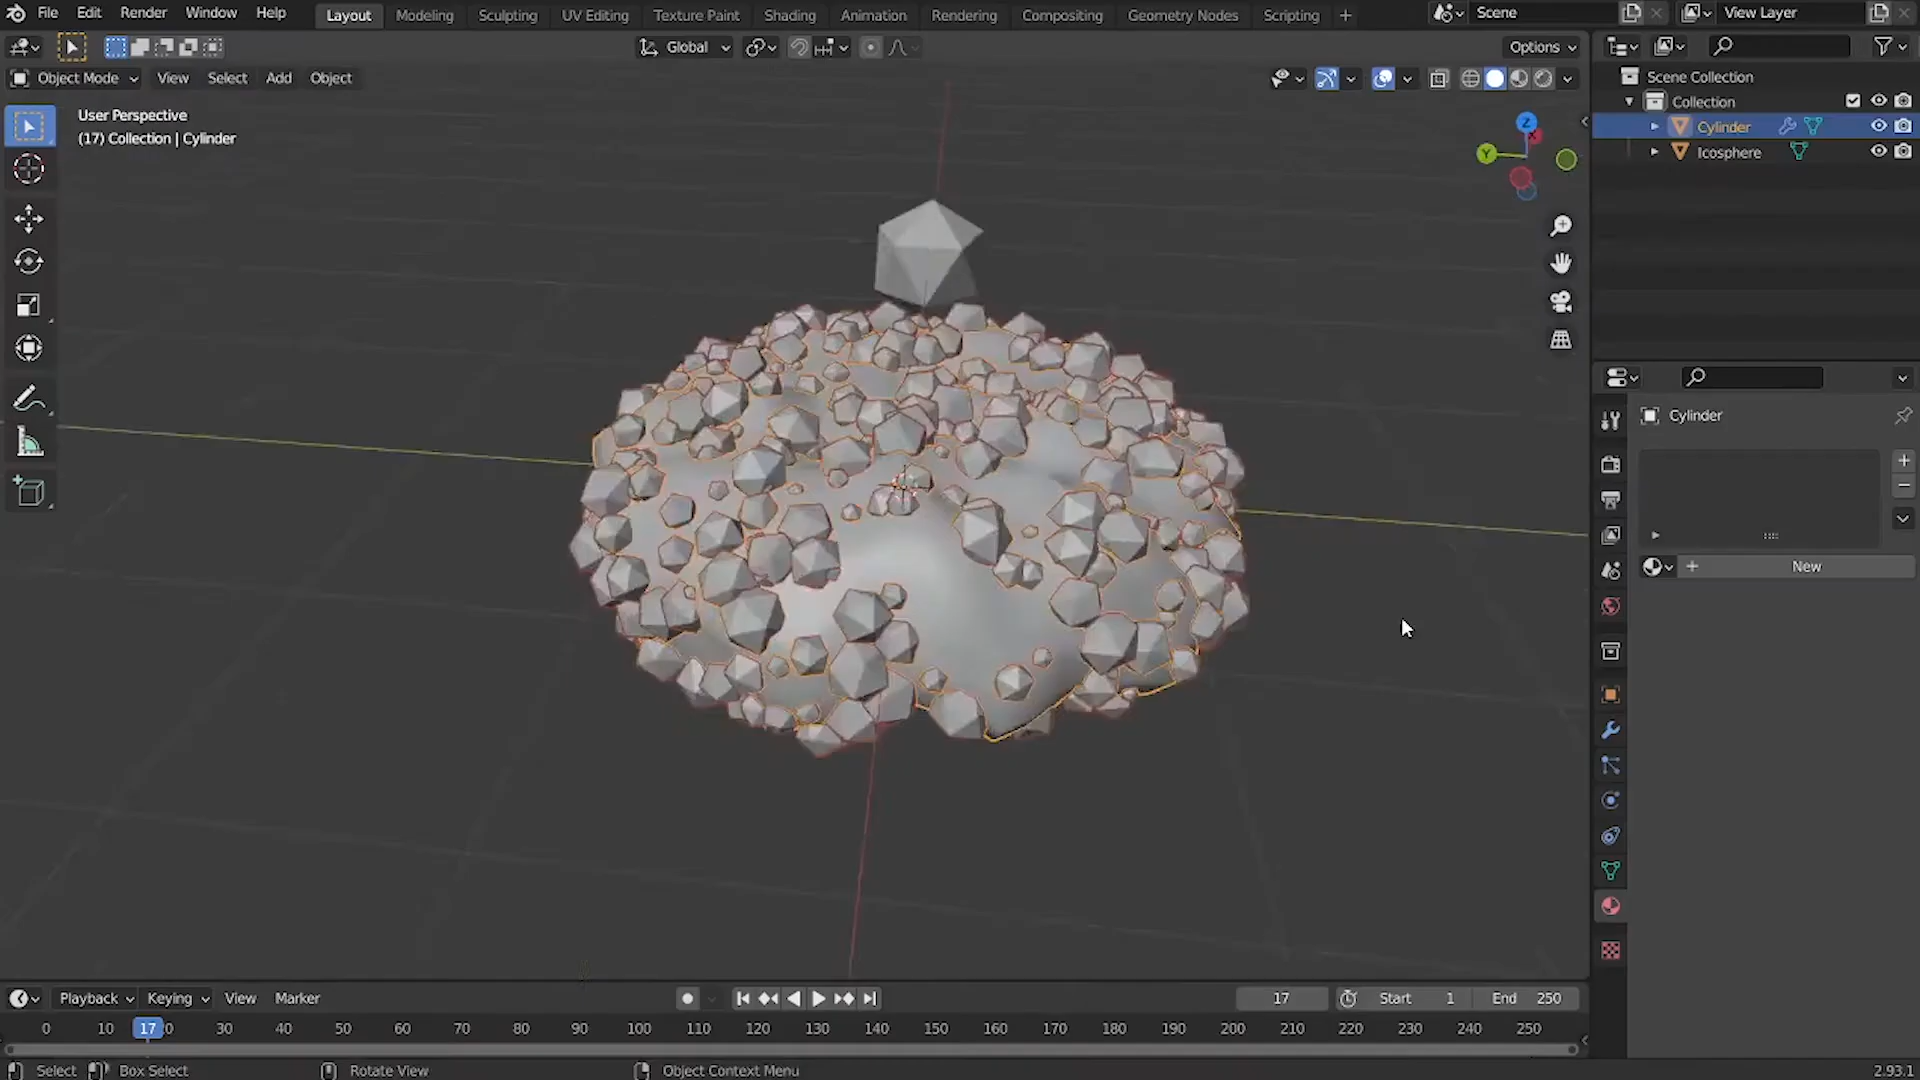 File Edit Render Window Help Layout Modeling Sculpting UV Editing Texture Paint Shading Animation Rendering Compositing Geometry Nodes Scripting + Scene View Layer
Global Options
Object Mode View Select Add Object
User Perspective
(17) Collection | Cylinder
Z
X
Y
Scene Collection
Collection
Cylinder
Icosphere
Cylinder
New
Playback Keying View Marker 17 Start 1 End 250
0 10 17 20 30 40 50 60 70 80 90 100 110 120 130 140 150 160 170 180 190 200 210 220 230 240 250
Select Box Select Rotate View Object Context Menu 2.93.1